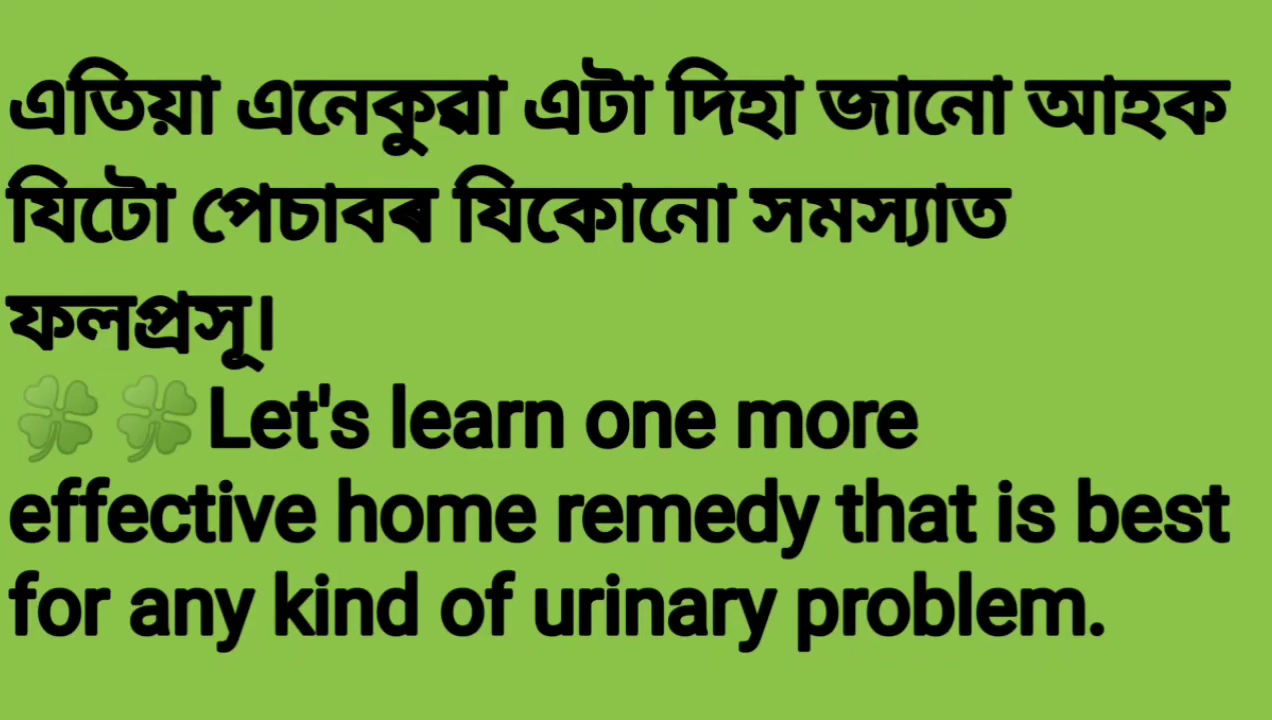 এতিয়া এনেকুৱা এটা দিহা জানো আহক
যিটো পেচাবৰ যিকোনো সমস্যাত
ফলপ্ৰসূ।
🍀🍀Let's learn one more
effective home remedy that is best
for any kind of urinary problem.